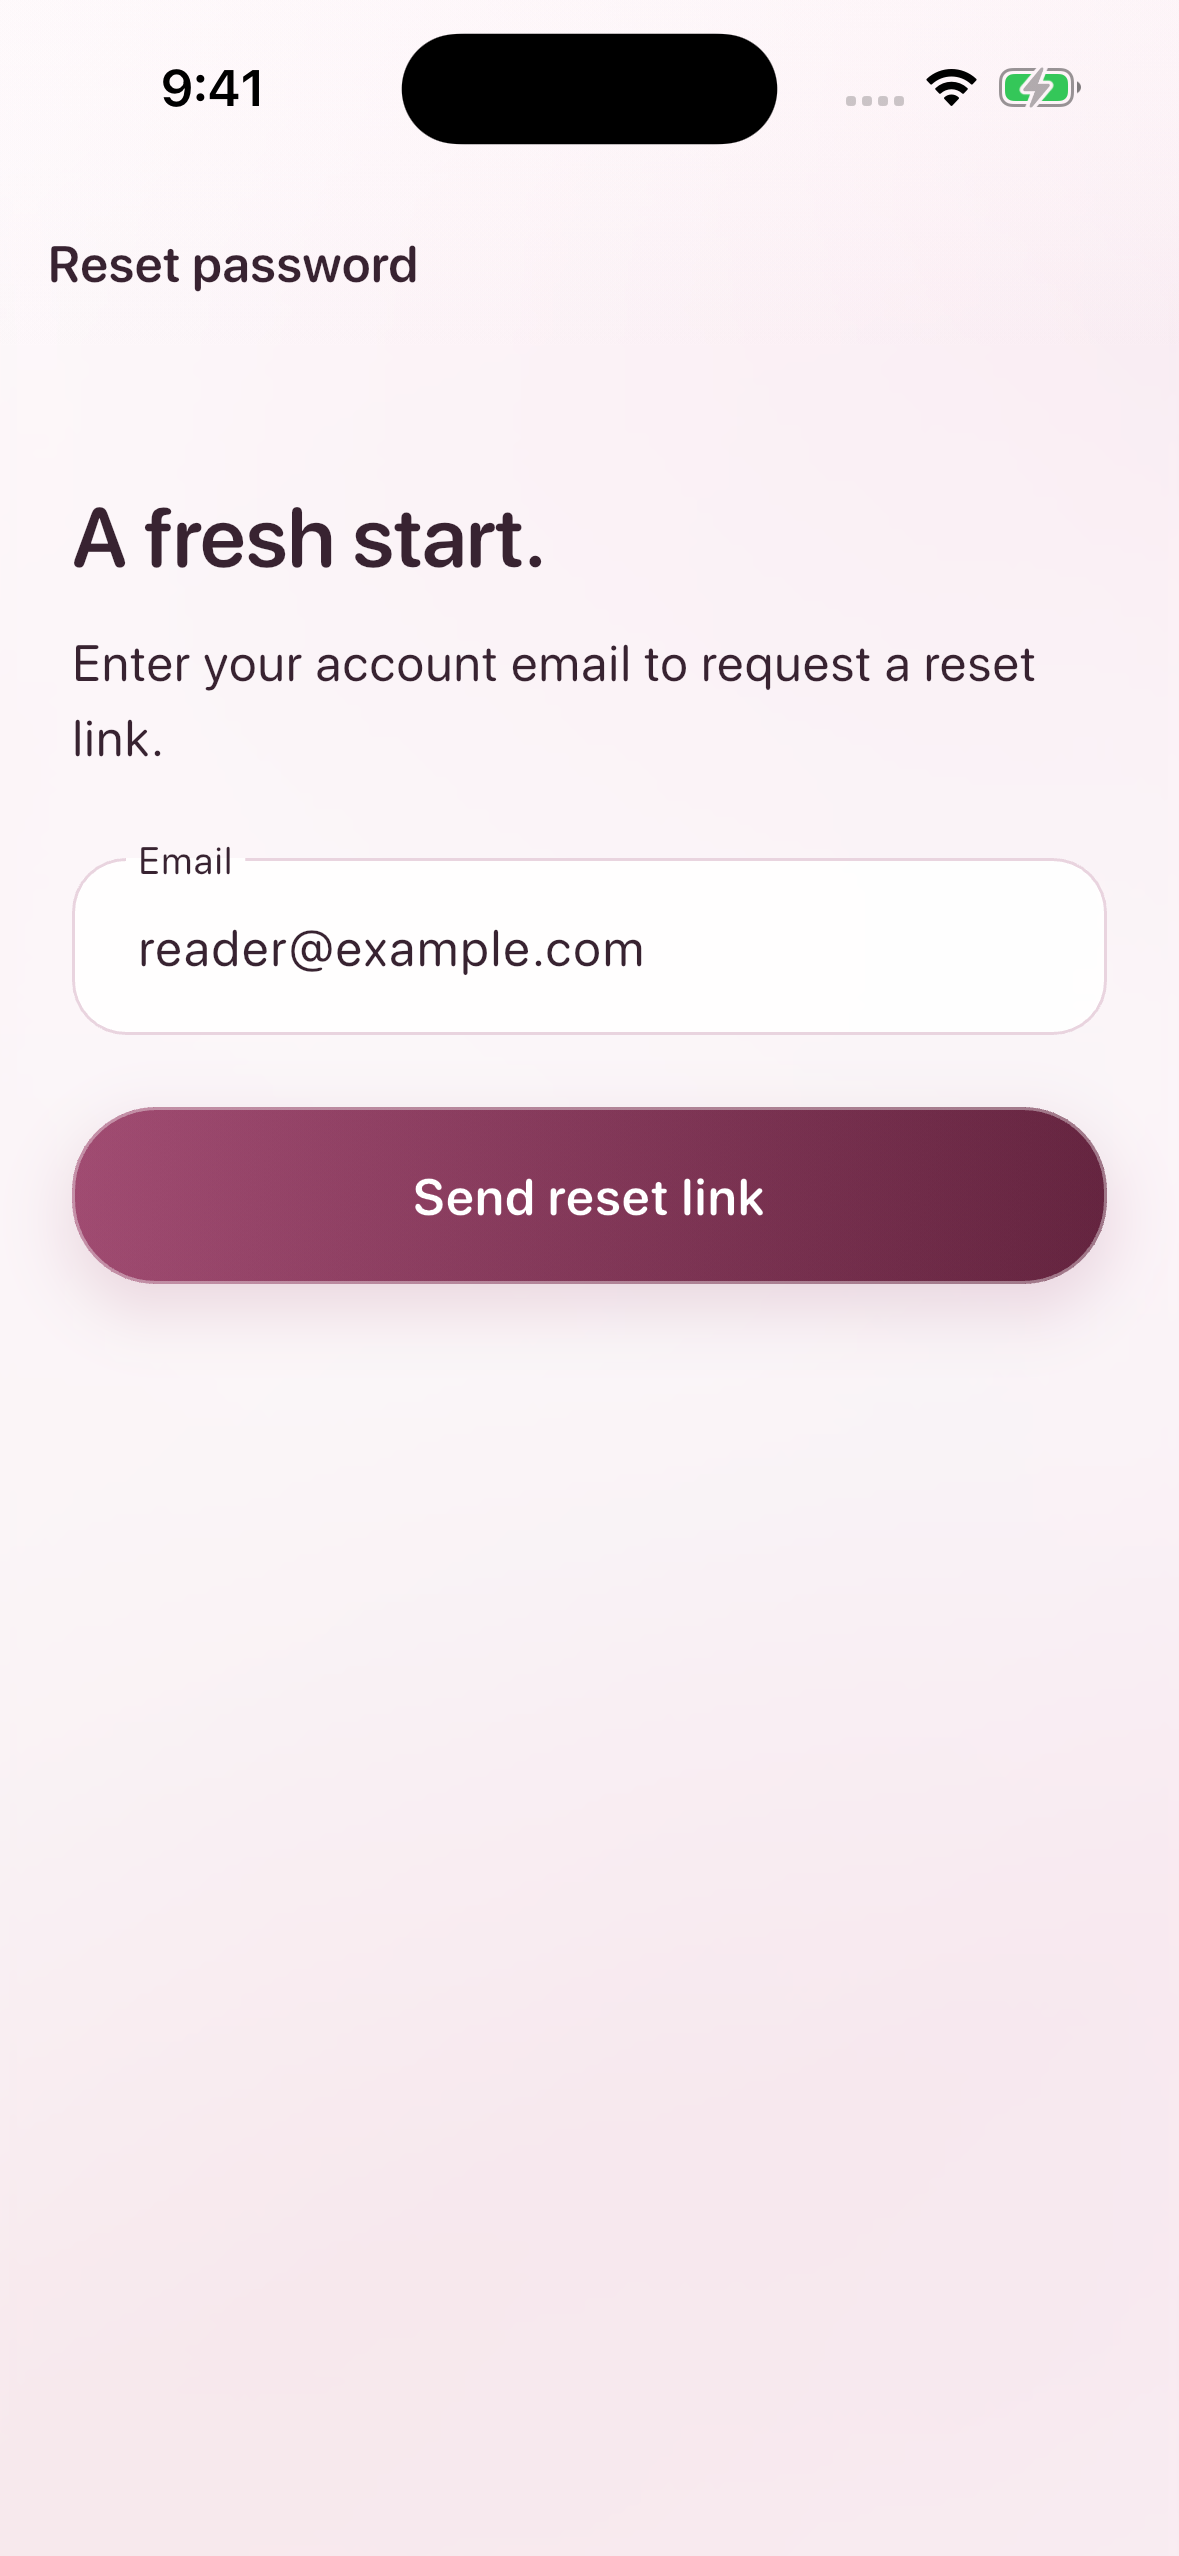 9:41
Reset password
A fresh start.
Enter your account email to request a reset
link.
Email
reader@example.com
Send reset link